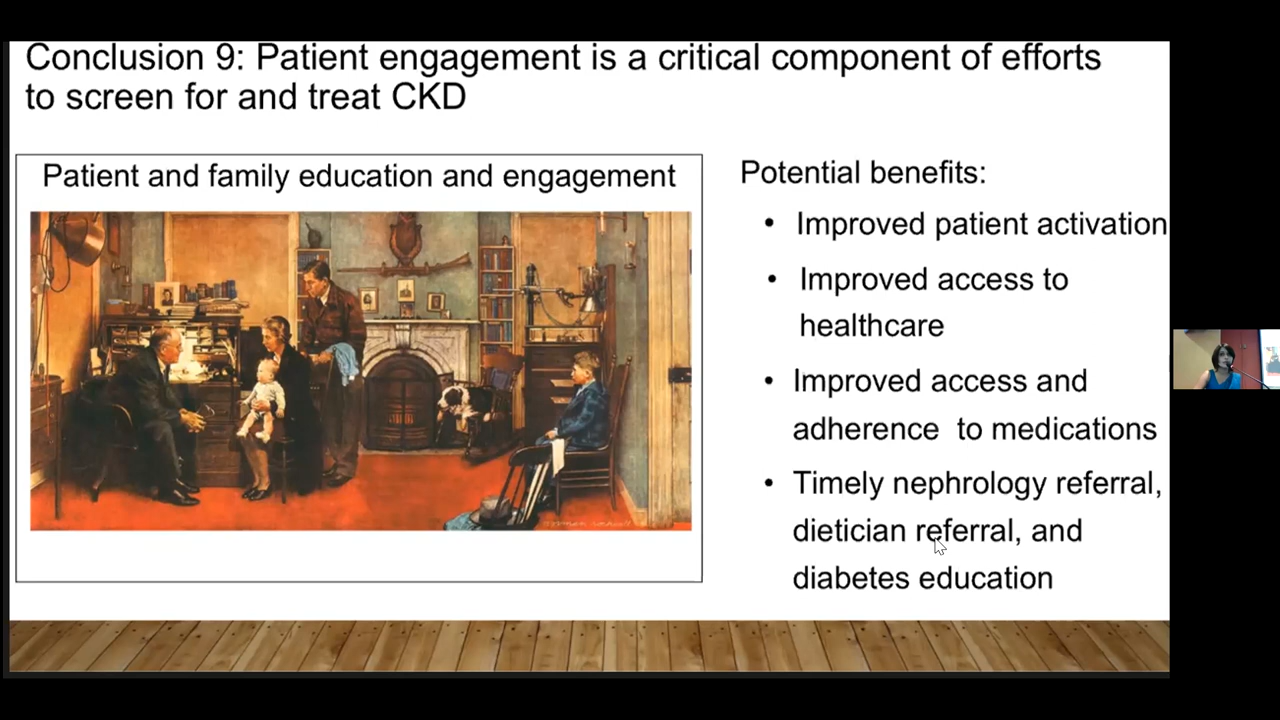 Conclusion 9: Patient engagement is a critical component of efforts
to screen for and treat CKD
Patient and family education and engagement
Potential benefits:
• Improved patient activation
• Improved access to
healthcare
• Improved access and
adherence to medications
• Timely nephrology referral,
dietician referral, and
diabetes education